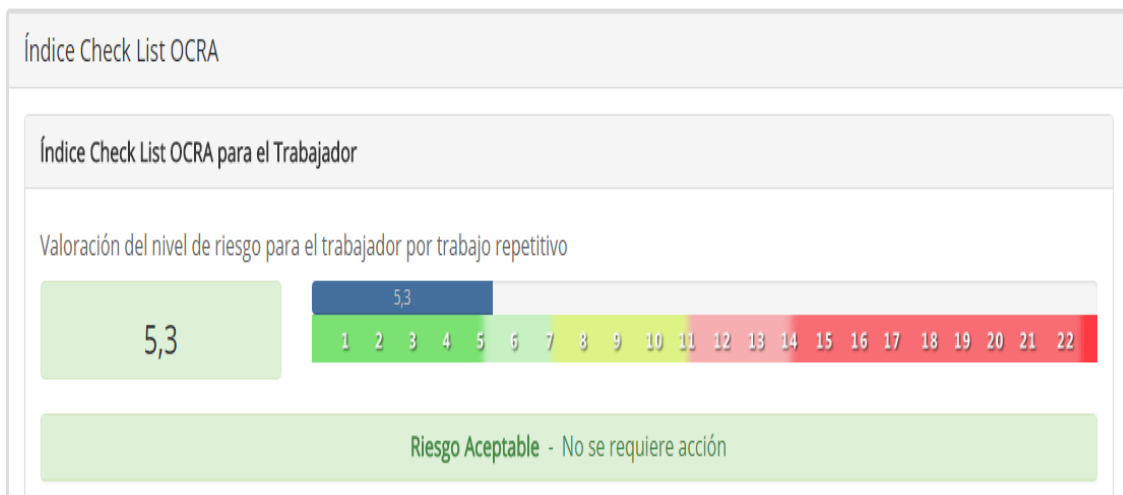 Índice Check List OCRA
Índice Check List OCRA para el Trabajador
Valoración del nivel de riesgo para el trabajador por trabajo repetitivo
5,3
5,3
1 2 3 4 5 6 7 8 9 10 11 12 13 14 15 16 17 18 19 20 21 22
Riesgo Aceptable - No se requiere acción